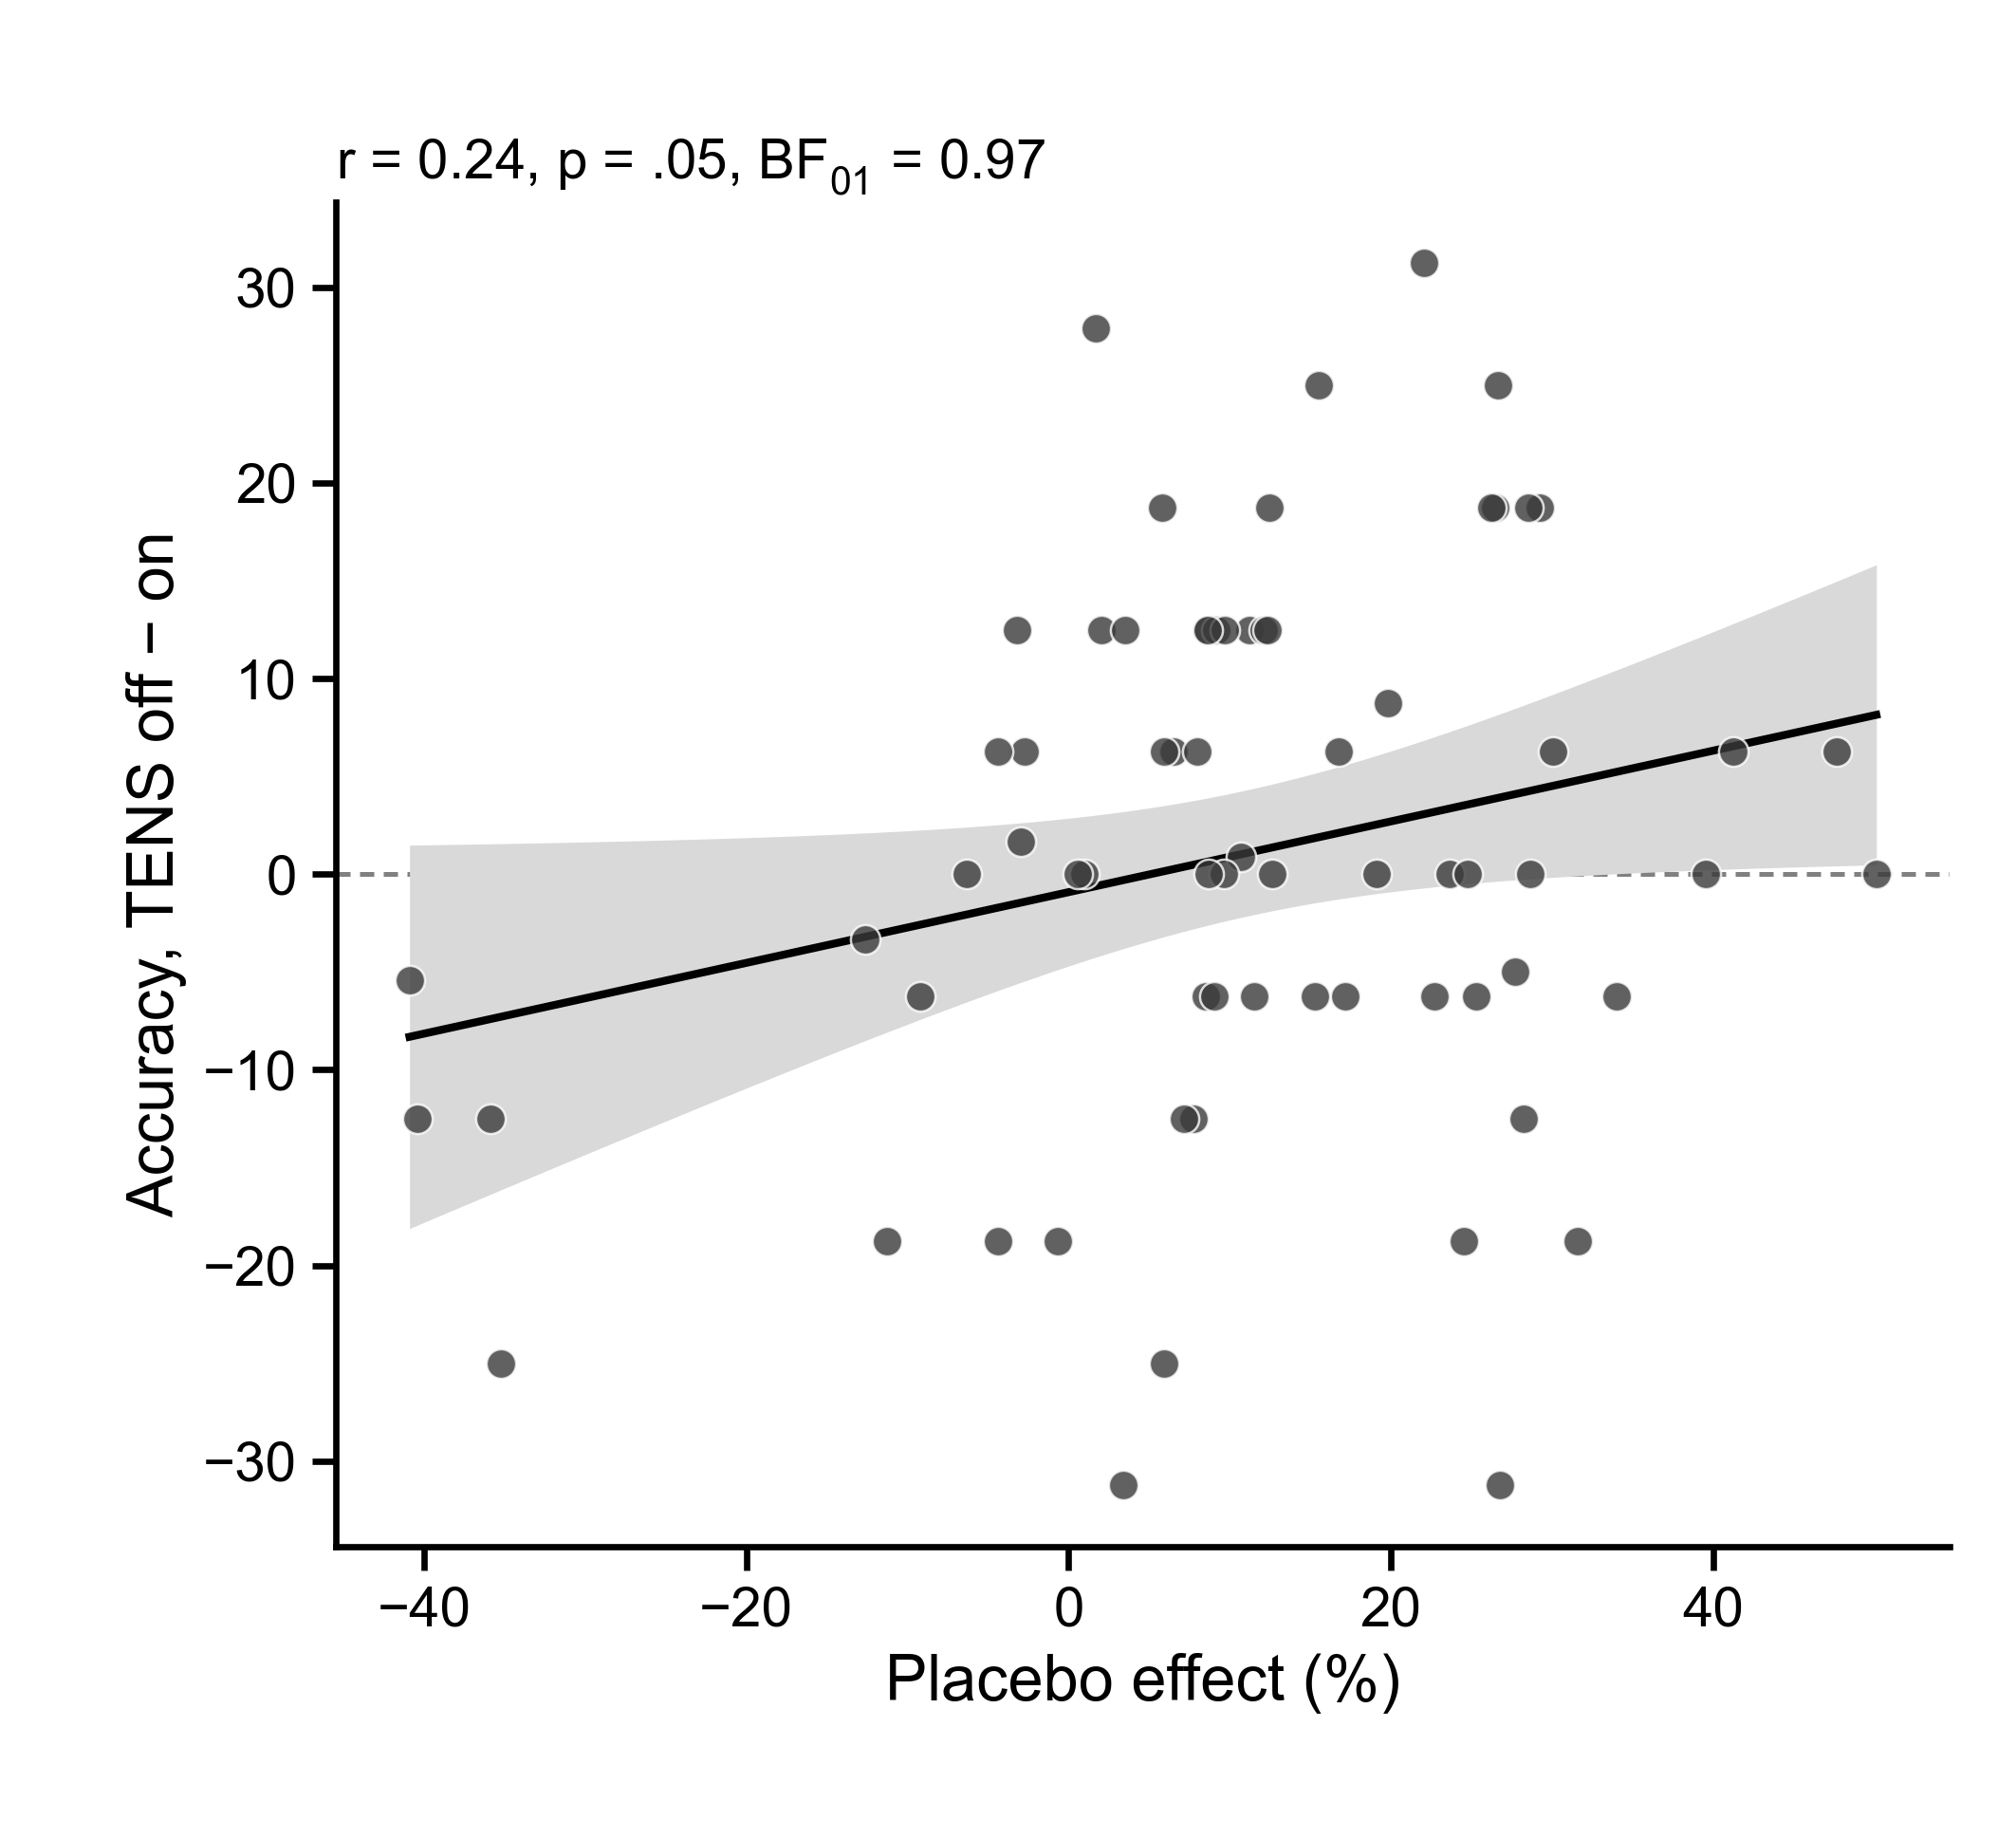 r = 0.24, p = .05, BF₀₁ = 0.97
30
20
10
0
−10
−20
−30
Accuracy, TENS off − on
−40 −20 0 20 40
Placebo effect (%)